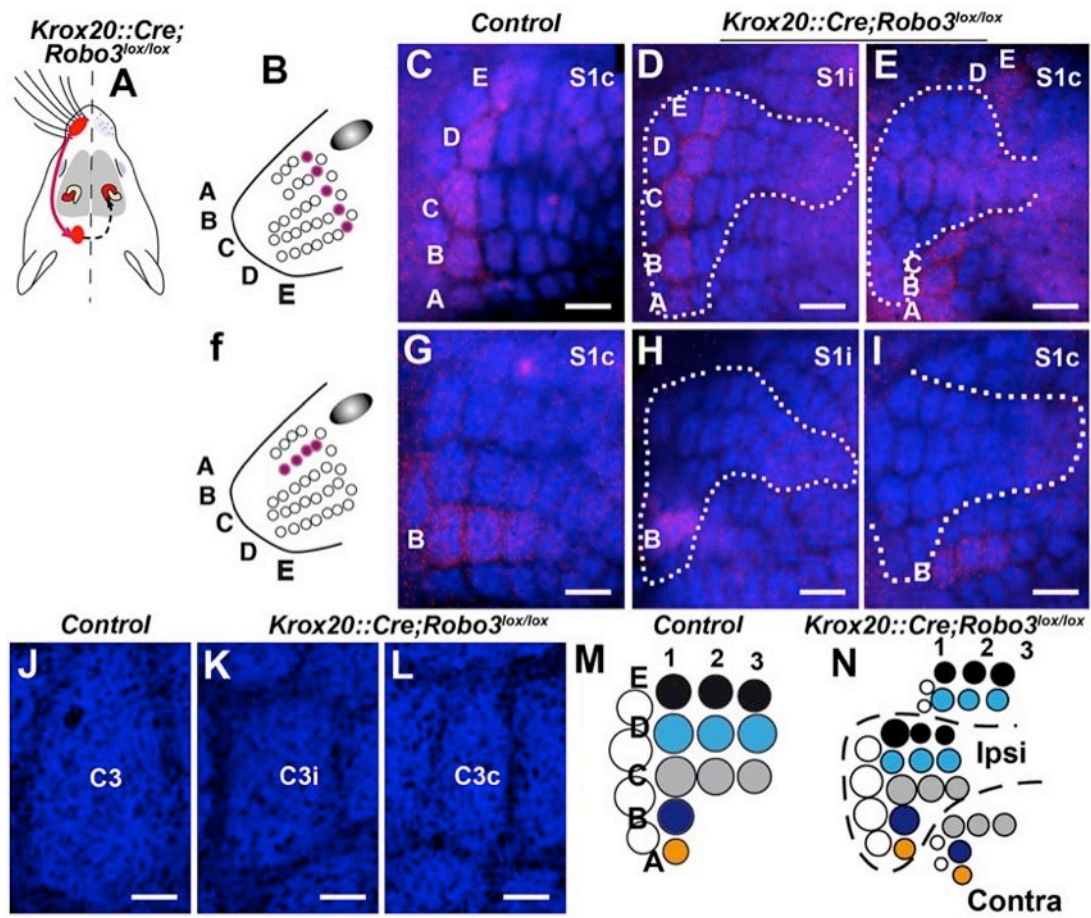 Krox20::Cre;
Robo3lox/lox
Control
Krox20::Cre;Robo3lox/lox
A
B
A
B
C
D
E
C
S1c
E
D
C
B
A
D
S1i
E
D
C
B
A
E
S1c
D
E
C
B
A
f
A
B
C
D
E
G
S1c
B
H
S1i
B
I
S1c
B
Control
Krox20::Cre;Robo3lox/lox
J
C3
K
C3i
L
C3c
M
Control
1 2 3
E
D
C
B
A
N
Krox20::Cre;Robo3lox/lox
1 2 3
Ipsi
Contra